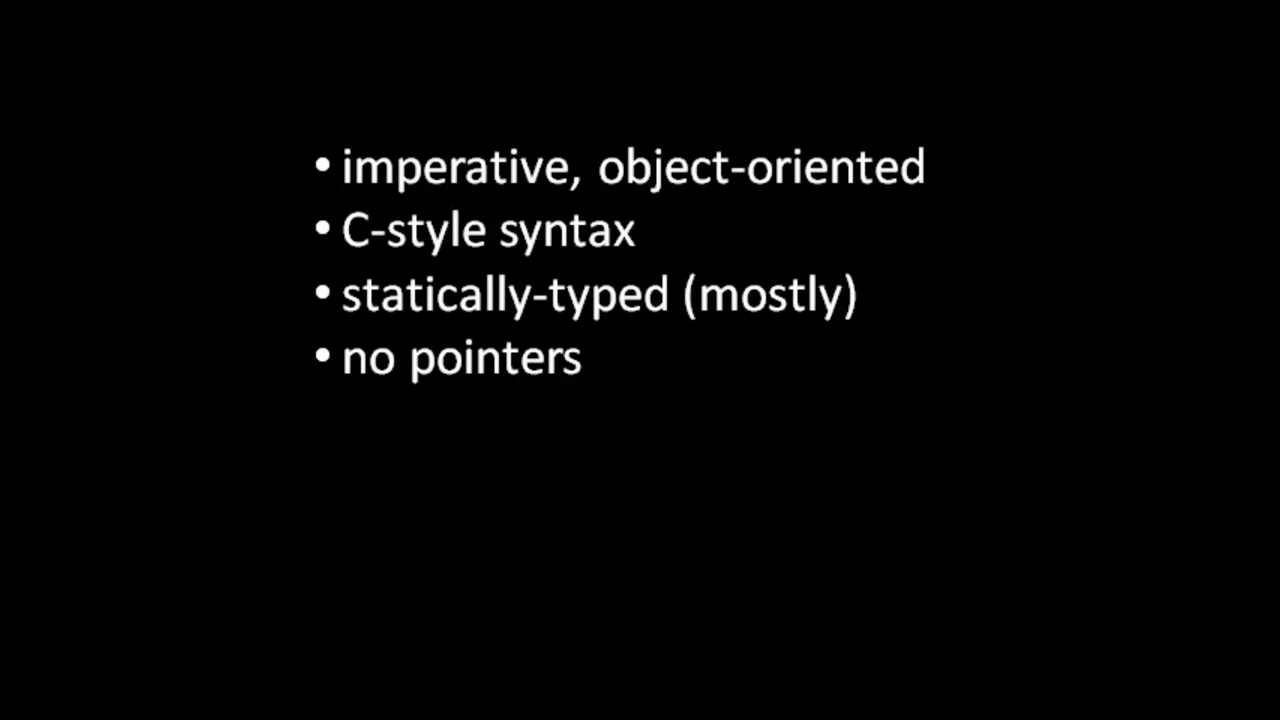 • imperative, object-oriented
• C-style syntax
• statically-typed (mostly)
• no pointers